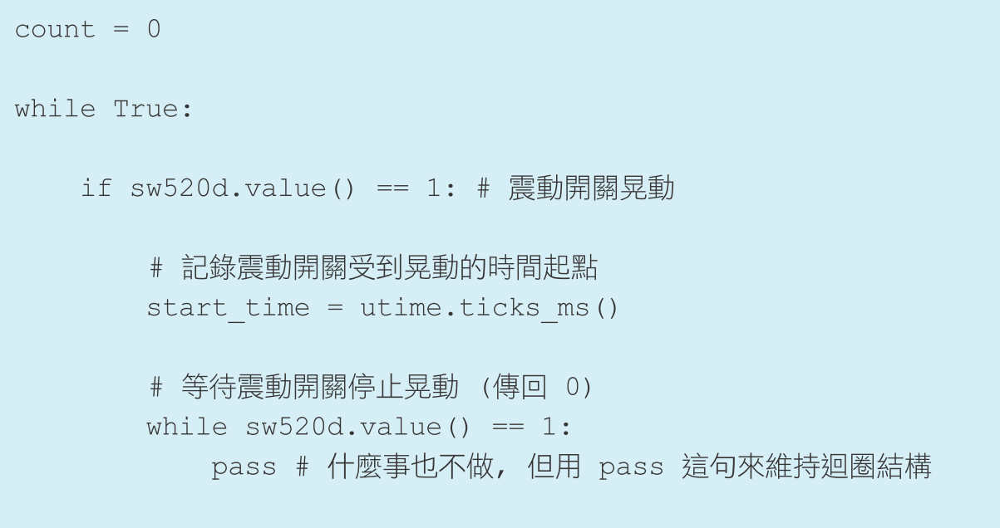 count = 0
while True:
if sw520d.value() == 1: # 震動開關晃動
# 記錄震動開關受到晃動的時間起點
start_time = utime.ticks_ms()
# 等待震動開關停止晃動 (傳回 0)
while sw520d.value() == 1:
pass # 什麼事也不做, 但用 pass 這句來維持迴圈結構